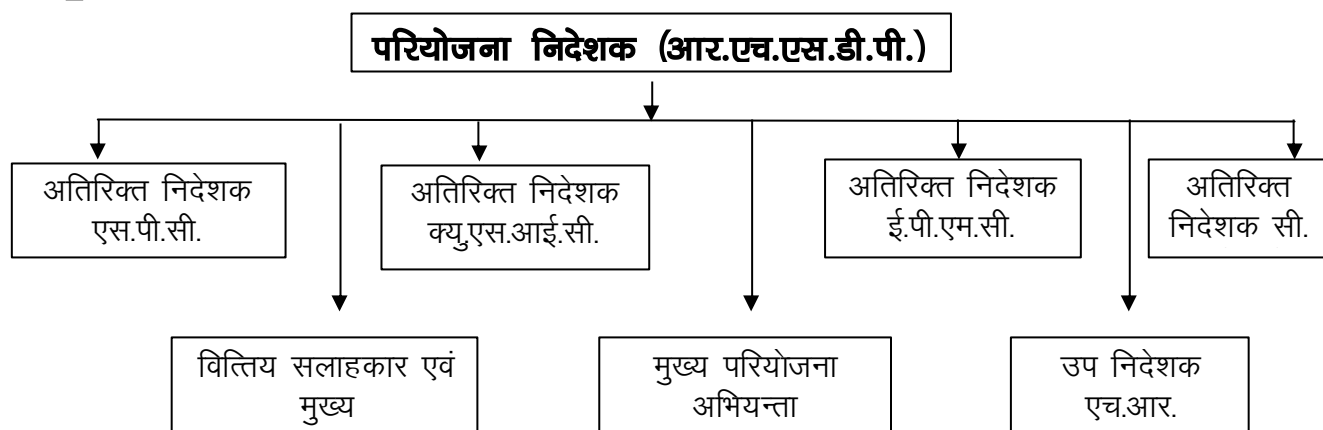 परियोजना निदेशक (आर.एच.एस.डी.पी.)
अतिरिक्त निदेशक
एस.पी.सी.
अतिरिक्त निदेशक
क्यु.एस.आई.सी.
अतिरिक्त निदेशक
ई.पी.एम.सी.
अतिरिक्त
निदेशक सी.
वित्तिय सलाहकार एवं
मुख्य
मुख्य परियोजना
अभियन्ता
उप निदेशक
एच.आर.